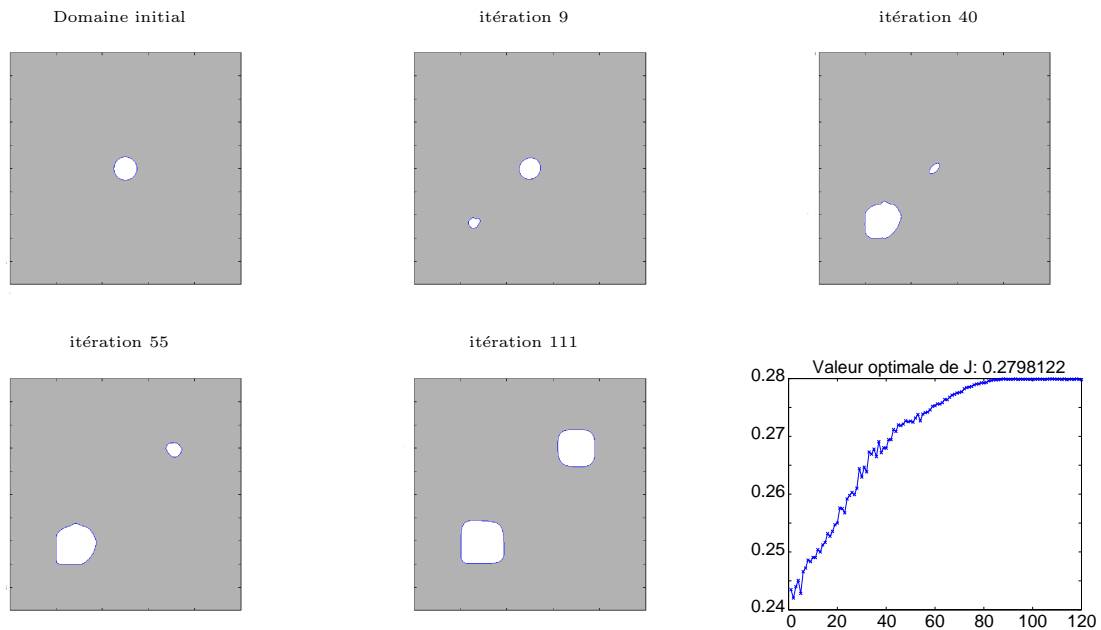 Domaine initial
itération 9
itération 40
itération 55
itération 111
Valeur optimale de J: 0.2798122
0.28
0.27
0.26
0.25
0.24
0 20 40 60 80 100 120